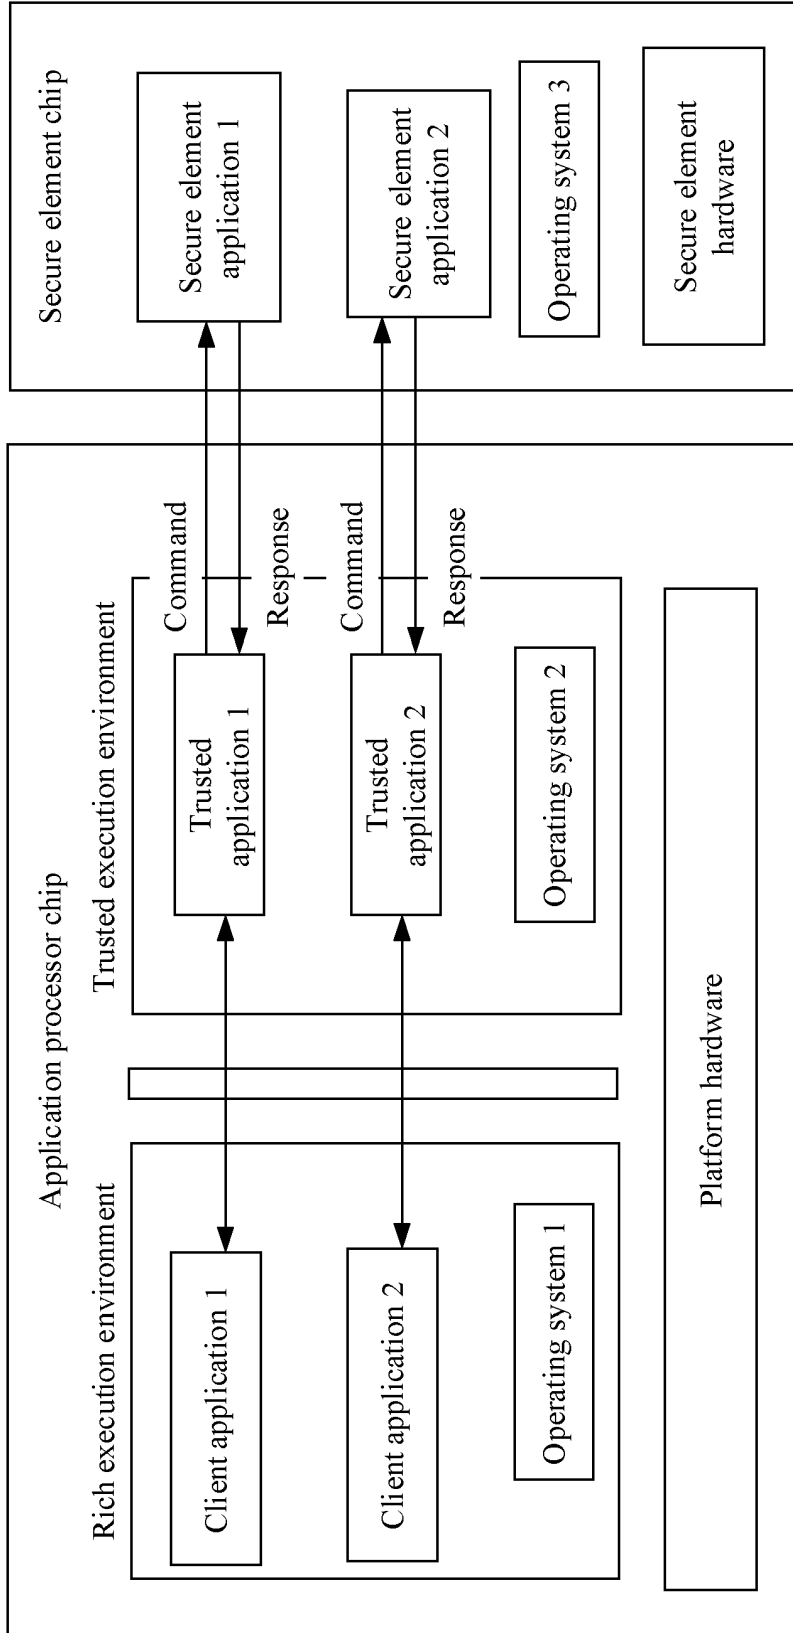 Application processor chip
Rich execution environment
Client application 1
Client application 2
Operating system 1
Trusted execution environment
Trusted
application 1
Trusted
application 2
Operating system 2
Command
Response
Command
Response
Platform hardware
Secure element chip
Secure element
application 1
Secure element
application 2
Operating system 3
Secure element
hardware